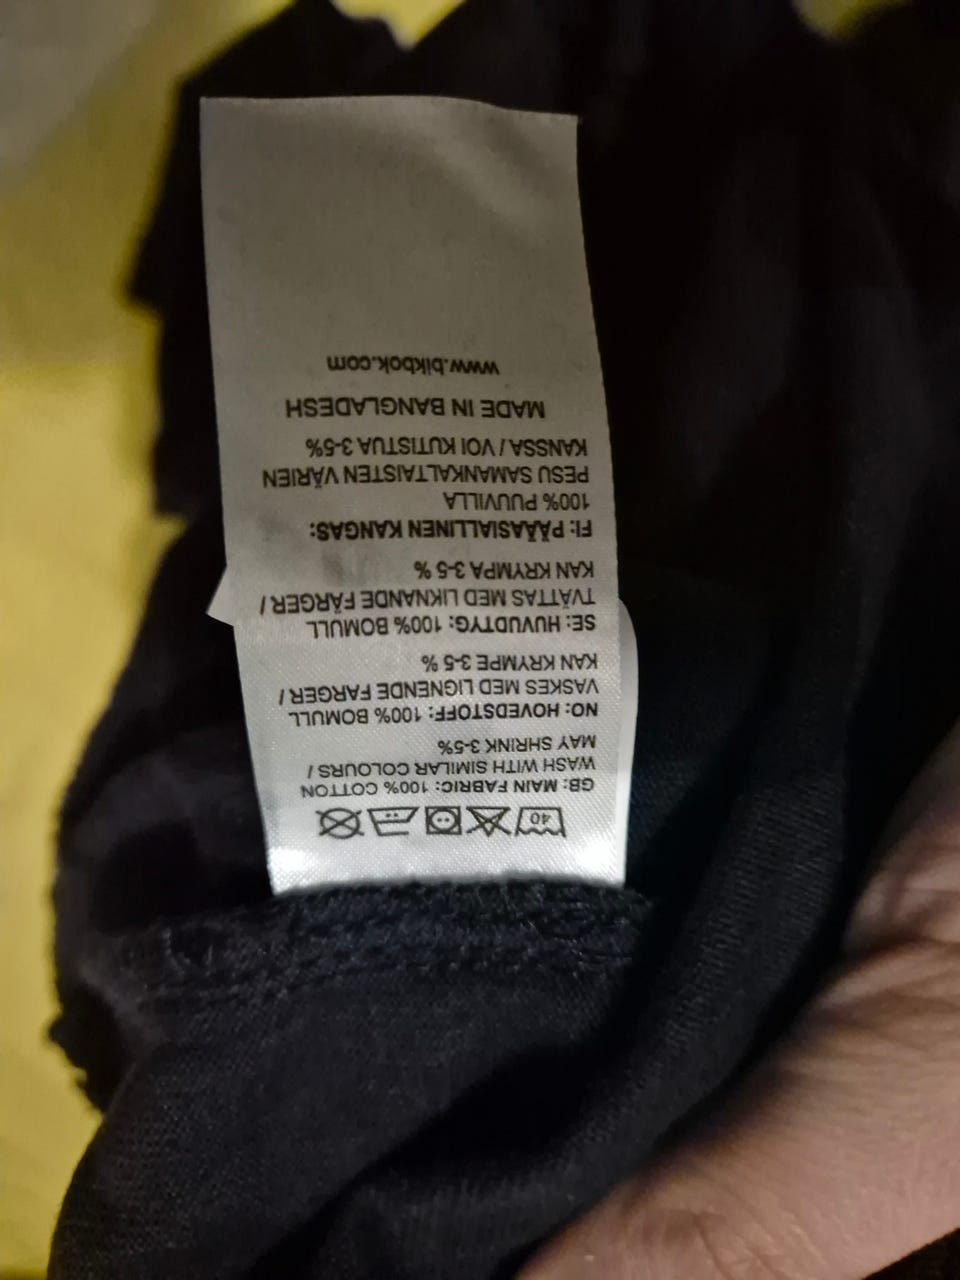 40
GB: MAIN FABRIC: 100% COTTON
WASH WITH SIMILAR COLOURS /
MAY SHRINK 3-5%
NO: HOVEDSTOFF: 100% BOMULL
VASKES MED LIGNENDE FARGER /
KAN KRYMPE 3-5 %
SE: HUVUDTYG: 100% BOMULL
TVÄTTAS MED LIKNANDE FÄRGER /
KAN KRYMPA 3-5 %
FI: PÄÄASIALLINEN KANGAS:
100% PUUVILLA
PESU SAMANKALTAISTEN VÄRIEN
KANSSA / VOI KUTISTUA 3-5%
MADE IN BANGLADESH
www.bikbok.com